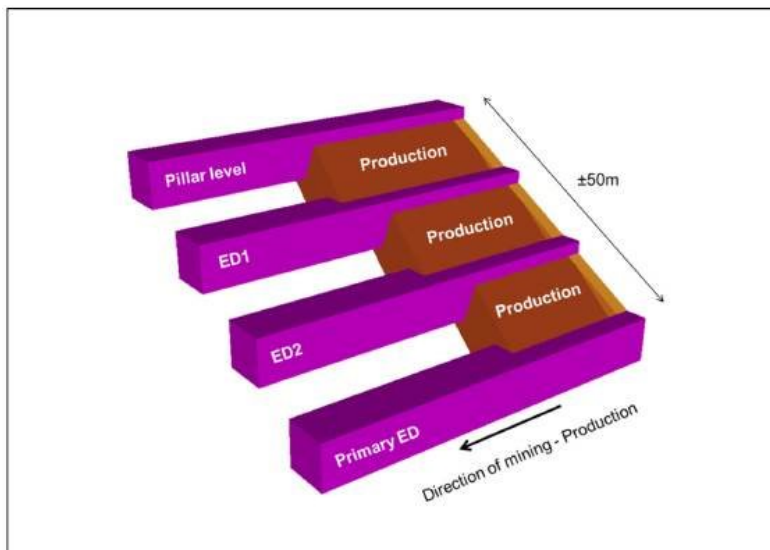 Pillar level
Production
±50m
ED1
Production
ED2
Production
Primary ED
Direction of mining - Production